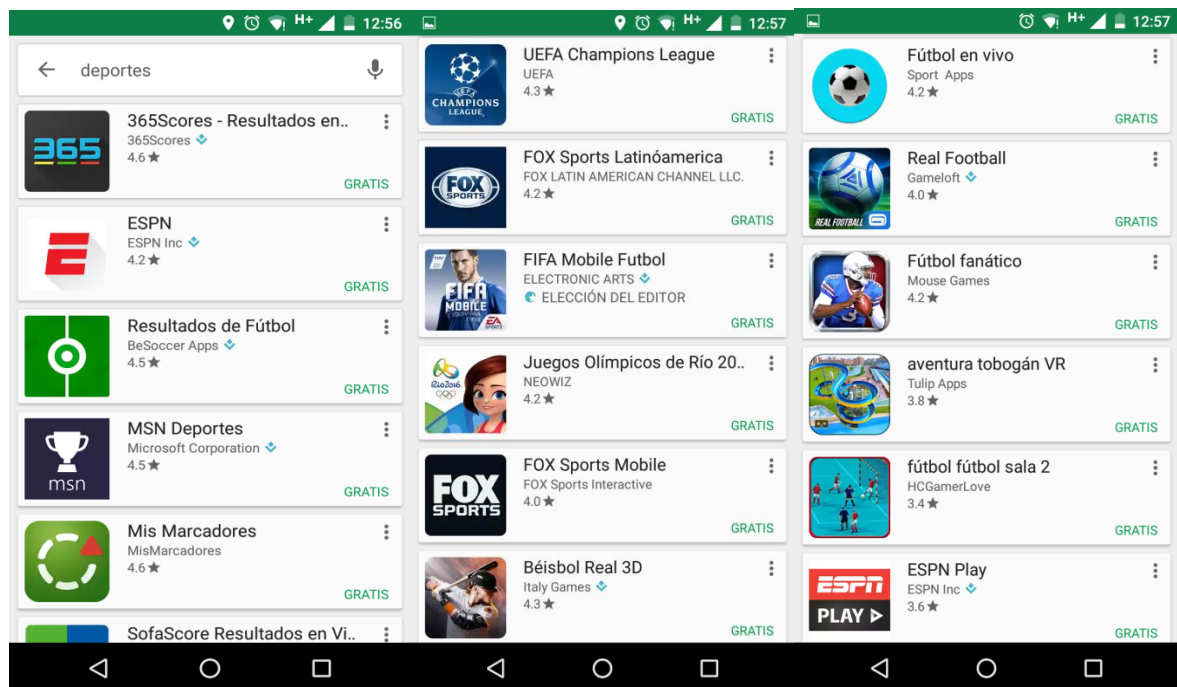 H+ 12:56
deportes
365
365Scores - Resultados en..
365Scores
4.6★
GRATIS
ESPN
ESPN Inc
4.2★
GRATIS
Resultados de Fútbol
BeSoccer Apps
4.5★
GRATIS
msn
MSN Deportes
Microsoft Corporation
4.5★
GRATIS
Mis Marcadores
MisMarcadores
4.6★
GRATIS
SofaScore Resultados en Vi..
H+ 12:57
UEFA
CHAMPIONS
LEAGUE
UEFA Champions League
UEFA
4.3★
GRATIS
FOX
SPORTS
FOX Sports Latinóamerica
FOX LATIN AMERICAN CHANNEL LLC.
4.2★
GRATIS
FIFA
MOBILE
EA
SPORTS
FIFA Mobile Futbol
ELECTRONIC ARTS
ELECCIÓN DEL EDITOR
GRATIS
Rio2016
Juegos Olímpicos de Río 20..
NEOWIZ
4.2★
GRATIS
FOX
SPORTS
FOX Sports Mobile
FOX Sports Interactive
4.0★
GRATIS
Béisbol Real 3D
Italy Games
4.3★
GRATIS
H+ 12:57
Fútbol en vivo
Sport Apps
4.2★
GRATIS
REAL FOOTBALL
Real Football
Gameloft
4.0★
GRATIS
3
Fútbol fanático
Mouse Games
4.2★
GRATIS
aventura tobogán VR
Tulip Apps
3.8★
GRATIS
fútbol fútbol sala 2
HCGamerLove
3.4★
GRATIS
ESPN
PLAY
ESPN Play
ESPN Inc
3.6★
GRATIS